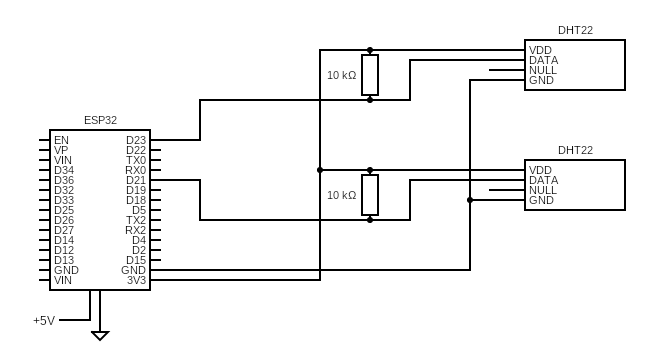 DHT22
VDD
DATA
NULL
GND
10 kΩ
ESP32
EN D23
VP D22
VIN TX0
D34 RX0
D36 D21
D32 D19
D33 D18
D25 D5
D26 TX2
D27 RX2
D14 D4
D12 D2
D13 D15
GND GND
VIN 3V3
+5V
DHT22
VDD
DATA
NULL
GND
10 kΩ